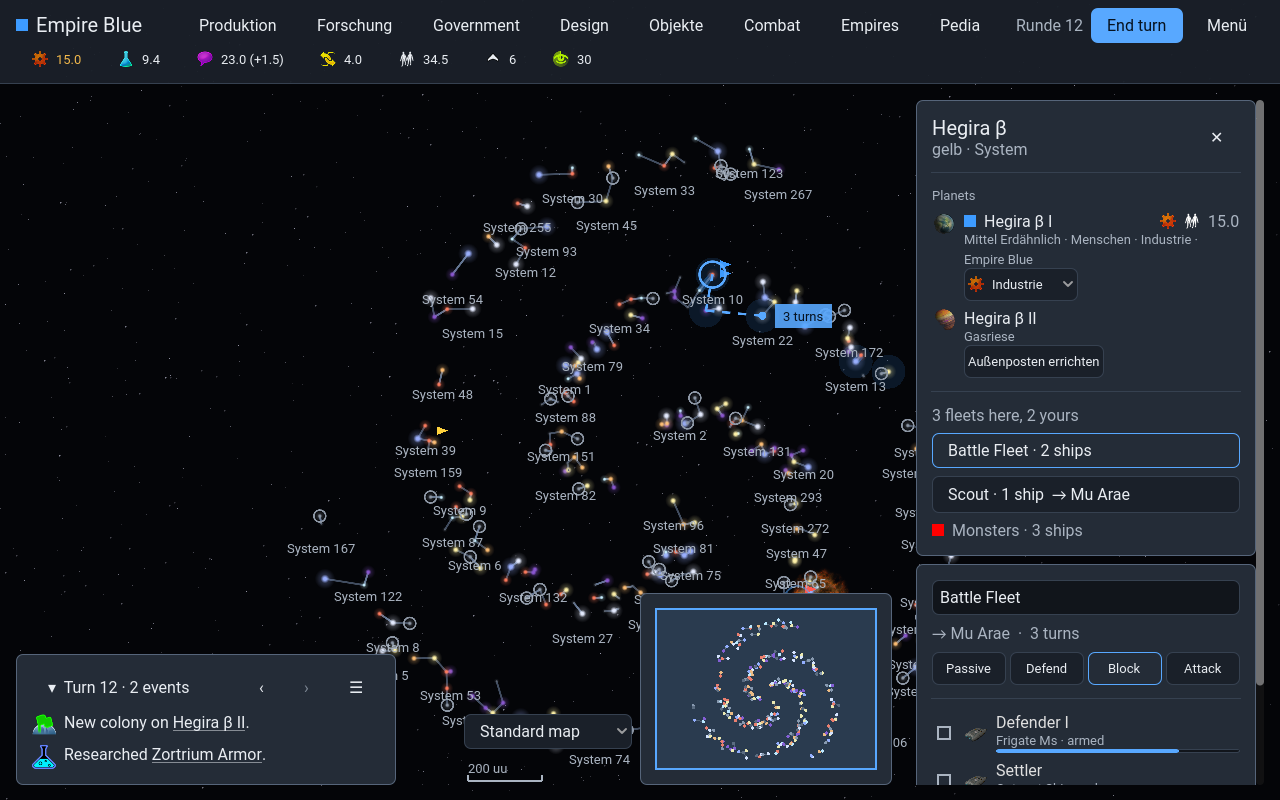 Empire Blue
Produktion Forschung Government Design Objekte Combat Empires Pedia Runde 12 End turn Menü
15.0 9.4 23.0 (+1.5) 4.0 34.5 6 30
System 123
System 33
System 267
System 30
System 45
System 255
System 93
System 12
System 54
System 10
System 15
System 34
3 turns
System 22
System 172
System 79
System 13
System 1
System 48
System 88
System 2
System 39
System 131
System 151
System 159
System 20
System 82
System 293
System 9
System 96
System 272
System 87
System 81
System 167
System 47
System 6
System 75
System 65
System 122
System 132
System 27
System 8
System 53
System 74
Hegira β
gelb · System
Planets
Hegira β I 15.0
Mittel Erdähnlich · Menschen · Industrie ·
Empire Blue
Industrie
Hegira β II
Gasriese
Außenposten errichten
3 fleets here, 2 yours
Battle Fleet · 2 ships
Scout · 1 ship → Mu Arae
Monsters · 3 ships
Battle Fleet
→ Mu Arae · 3 turns
Passive Defend Block Attack
Defender I
Frigate Ms · armed
Settler
▾ Turn 12 · 2 events ‹ › ☰
New colony on Hegira β II.
Researched Zortrium Armor.
Standard map
200 uu